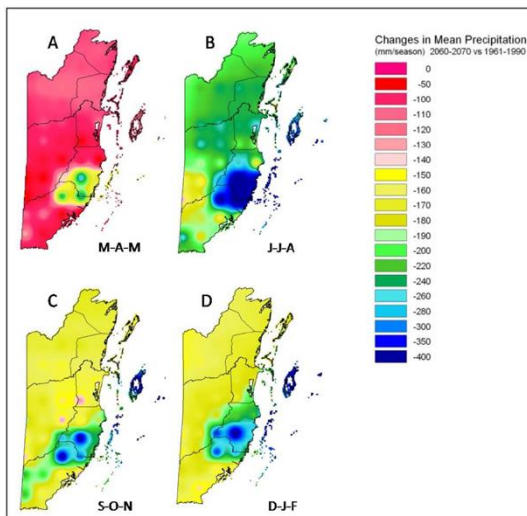 A
B
Changes in Mean Precipitation
(mm/season) 2060-2070 vs 1961-1990
0
-50
-100
-110
-120
-130
-140
-150
-160
-170
-180
-190
-200
-220
-240
-260
-280
-300
-350
-400
M-A-M
J-J-A
C
D
S-O-N
D-J-F